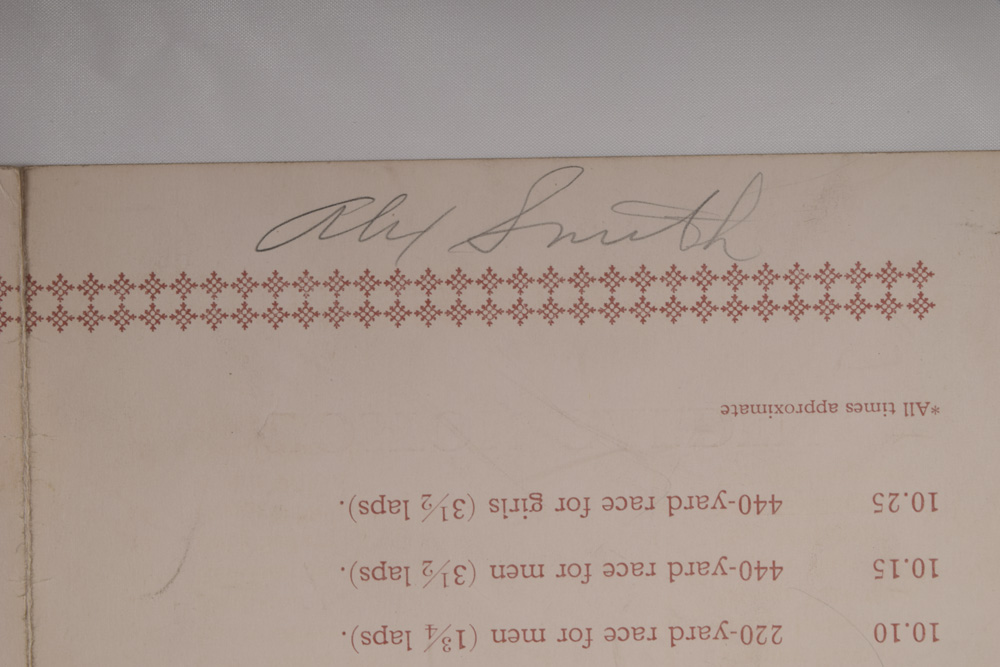 Alex Smith
10.10 220-yard race for men (1¾ laps).
10.15 440-yard race for men (3½ laps).
10.25 440-yard race for girls (3½ laps).
*All times approximate